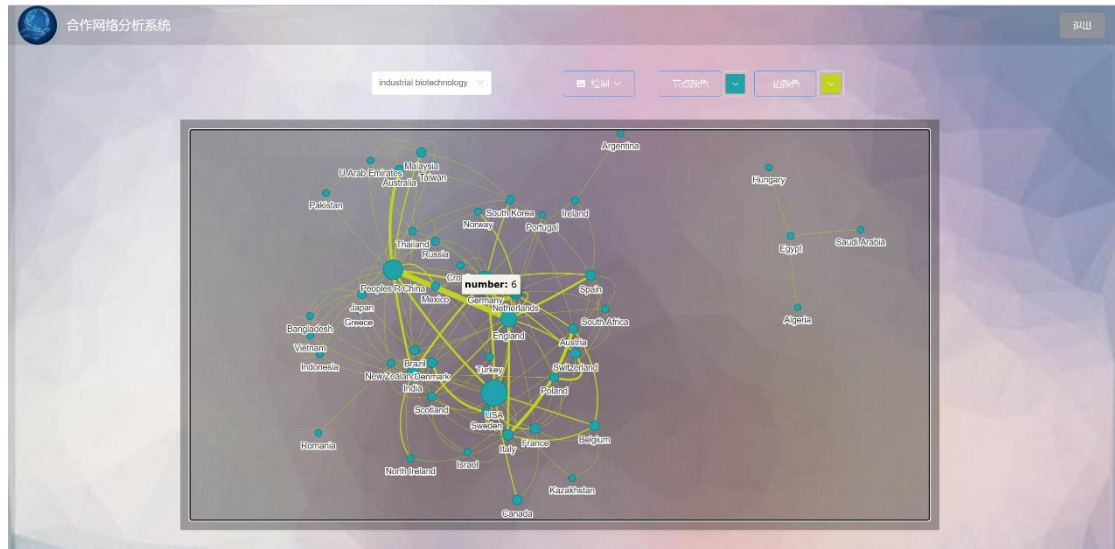 合作网络分析系统
退出
industrial biotechnology
绘制
节点颜色
边颜色
Argentina
Malaysia
U Arab Emirates
Taiwan
Australia
Hungary
Pakistan
South Korea
Ireland
Norway
Portugal
Thailand
Russia
Egypt
Saudi Arabia
Cro
number: 6
Peoples R China
Spain
Mexico
Germany
Netherlands
Japan
Greece
South Africa
Algeria
Bangladesh
England
Vietnam
Austria
Indonesia
Brazil
Turkey
Switzerland
New Zealan
Denmark
India
Poland
Scotland
USA
Sweden
Romania
Italy
France
Belgium
North Ireland
Israel
Kazakhstan
Canada